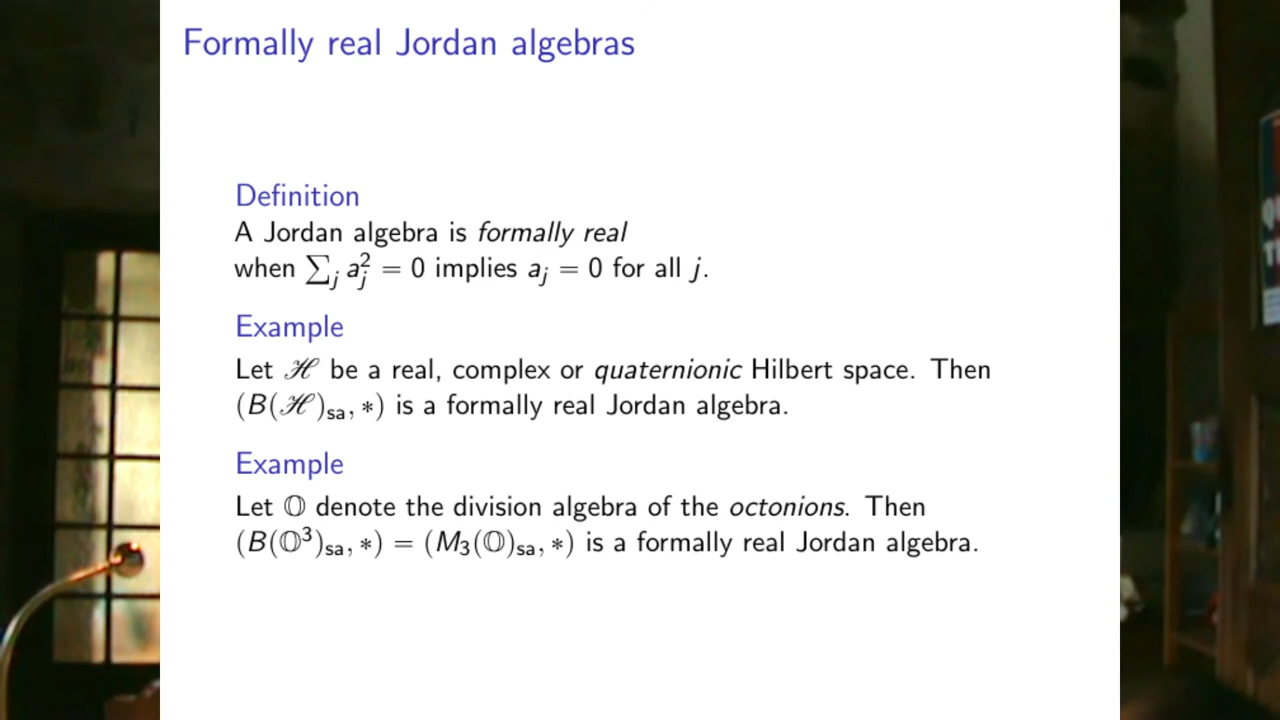 Formally real Jordan algebras
Definition
A Jordan algebra is formally real
when ∑ⱼ aⱼ² = 0 implies aⱼ = 0 for all j.
Example
Let ℋ be a real, complex or quaternionic Hilbert space. Then
(B(ℋ)ₛₐ, ∗) is a formally real Jordan algebra.
Example
Let 𝕆 denote the division algebra of the octonions. Then
(B(𝕆³)ₛₐ, ∗) = (M₃(𝕆)ₛₐ, ∗) is a formally real Jordan algebra.